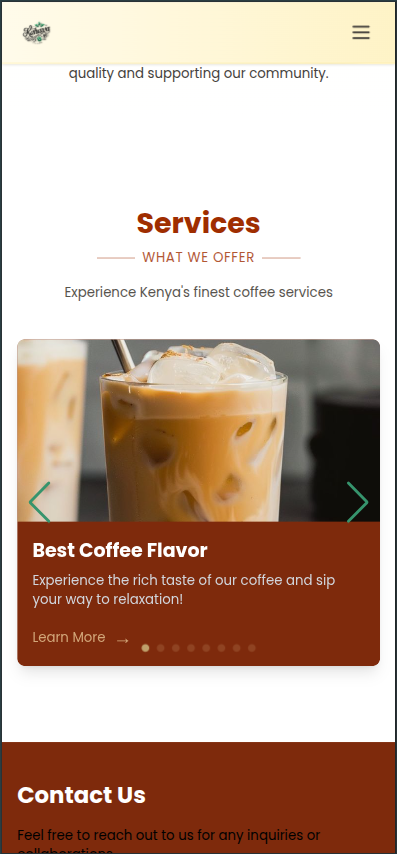 quality and supporting our community.
Services
WHAT WE OFFER
Experience Kenya's finest coffee services
Best Coffee Flavor
Experience the rich taste of our coffee and sip
your way to relaxation!
Learn More →
Contact Us
Feel free to reach out to us for any inquiries or
collaborations